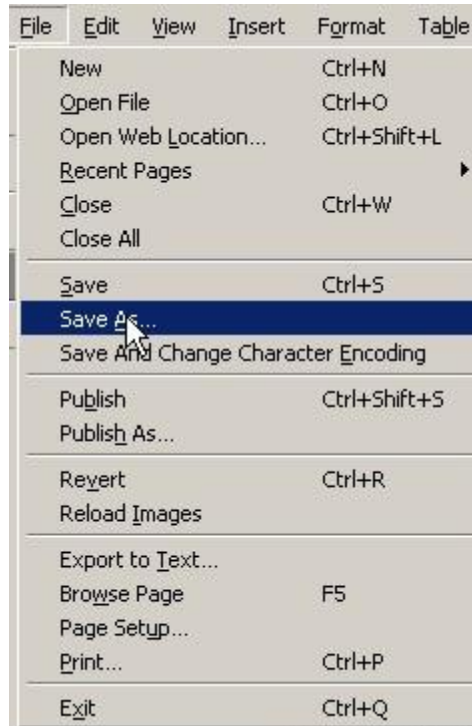 File Edit View Insert Format Table
New Ctrl+N
Open File Ctrl+O
Open Web Location... Ctrl+Shift+L
Recent Pages
Close Ctrl+W
Close All
Save Ctrl+S
Save As...
Save And Change Character Encoding
Publish Ctrl+Shift+S
Publish As...
Revert Ctrl+R
Reload Images
Export to Text...
Browse Page F5
Page Setup...
Print... Ctrl+P
Exit Ctrl+Q